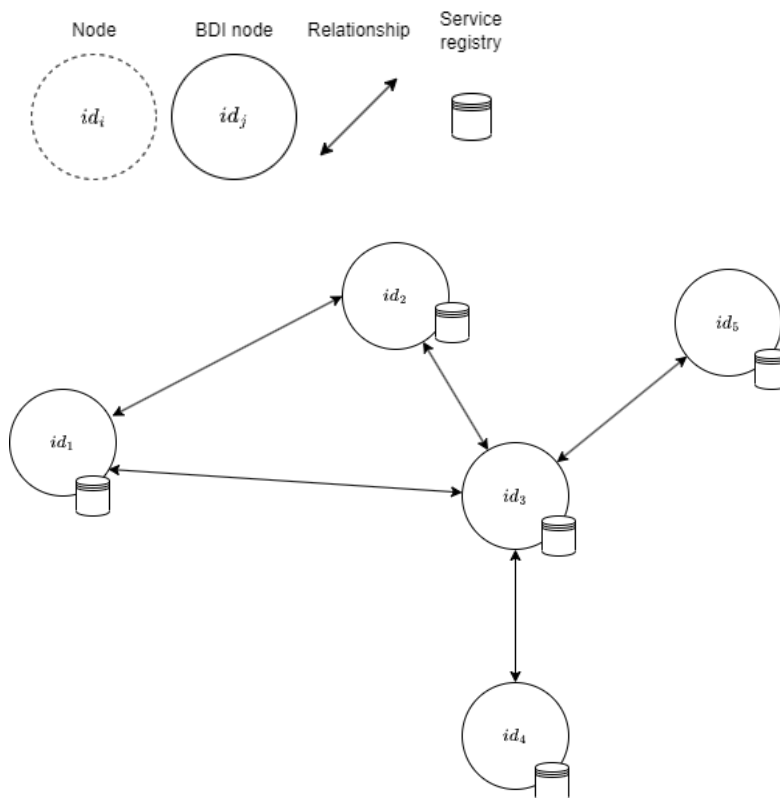 Node
BDI node
Relationship
Service
registry
id_i
id_j
id_2
id_5
id_1
id_3
id_4